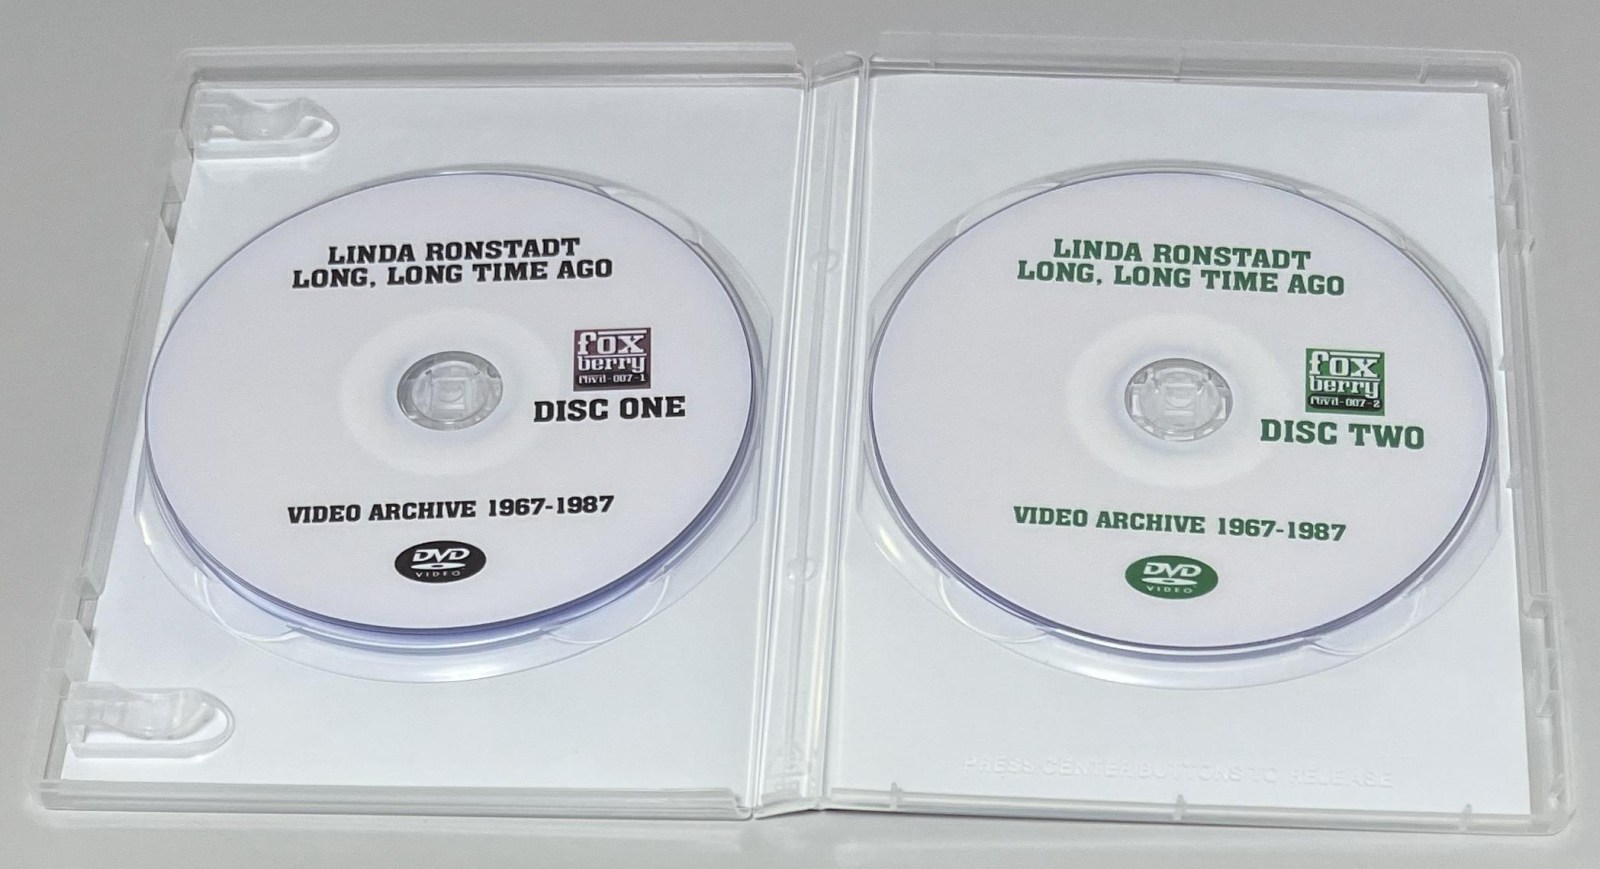 LINDA RONSTADT
LONG, LONG TIME AGO
fox
berry
fbvd-007-1
DISC ONE
VIDEO ARCHIVE 1967-1987
DVD
VIDEO
LINDA RONSTADT
LONG, LONG TIME AGO
fox
berry
fbvd-007-2
DISC TWO
VIDEO ARCHIVE 1967-1987
DVD
VIDEO
PRESS CENTER BUTTONS TO RELEASE